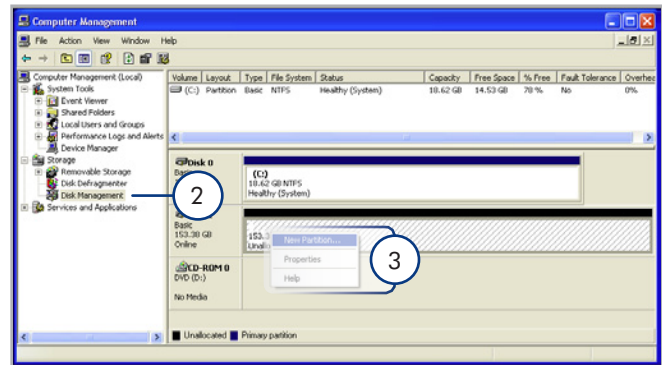 Computer Management
File Action View Window Help
Computer Management (Local)
System Tools
Event Viewer
Shared Folders
Local Users and Groups
Performance Logs and Alerts
Device Manager
Storage
Removable Storage
Disk Defragmenter
Disk Management
Services and Applications
2
Volume Layout Type File System Status Capacity Free Space % Free Fault Tolerance Overhea
(C:) Partition Basic NTFS Healthy (System) 18.62 GB 14.53 GB 78 % No 0%
Disk 0
(C:)
18.62 GB NTFS
Healthy (System)
Basic
153.38 GB
Online
153.3
Unallo
New Partition...
Properties
Help
3
CD-ROM 0
DVD (D:)
No Media
Unallocated Primary partition